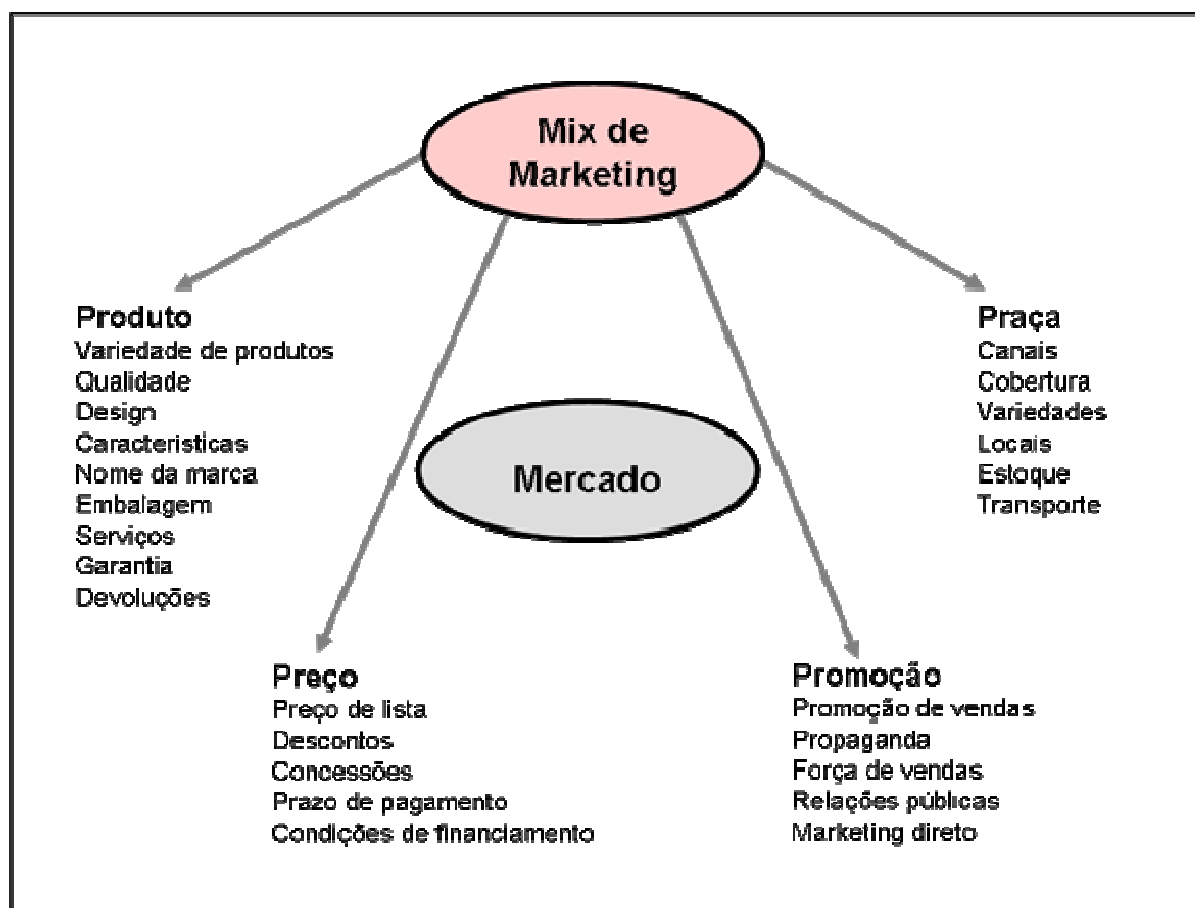 Mix de
Marketing
Produto
Variedade de produtos
Qualidade
Design
Características
Nome da marca
Embalagem
Serviços
Garantia
Devoluções
Mercado
Praça
Canais
Cobertura
Variedades
Locais
Estoque
Transporte
Preço
Preço de lista
Descontos
Concessões
Prazo de pagamento
Condições de financiamento
Promoção
Promoção de vendas
Propaganda
Força de vendas
Relações públicas
Marketing direto